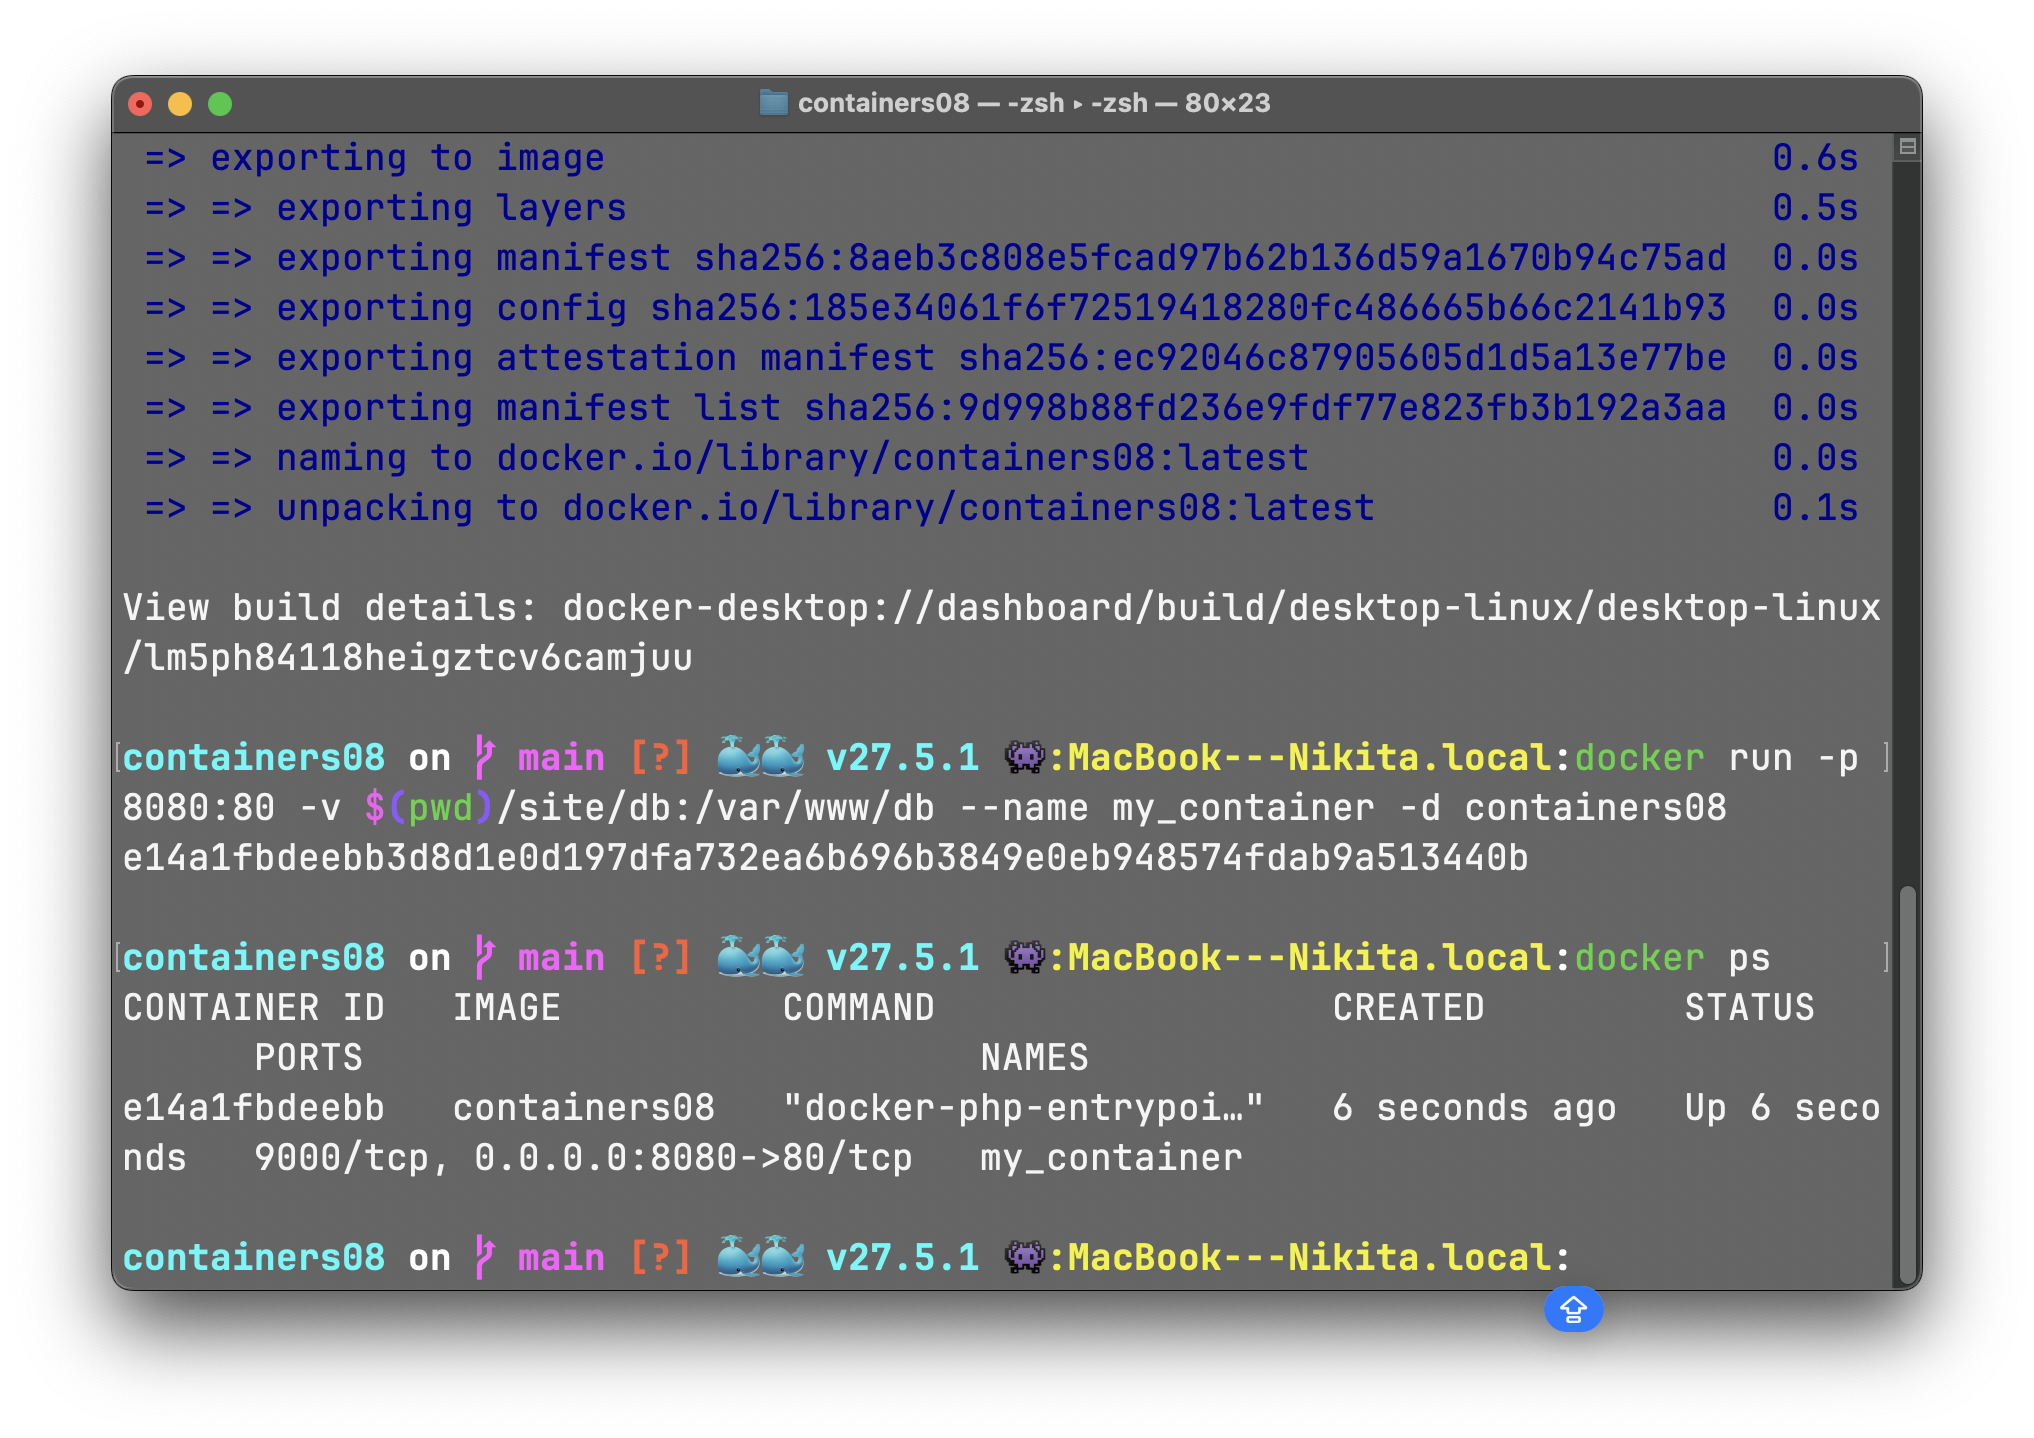 containers08 — -zsh ▸ -zsh — 80×23
=> exporting to image 0.6s
=> => exporting layers 0.5s
=> => exporting manifest sha256:8aeb3c808e5fcad97b62b136d59a1670b94c75ad 0.0s
=> => exporting config sha256:185e34061f6f72519418280fc486665b66c2141b93 0.0s
=> => exporting attestation manifest sha256:ec92046c87905605d1d5a13e77be 0.0s
=> => exporting manifest list sha256:9d998b88fd236e9fdf77e823fb3b192a3aa 0.0s
=> => naming to docker.io/library/containers08:latest 0.0s
=> => unpacking to docker.io/library/containers08:latest 0.1s
View build details: docker-desktop://dashboard/build/desktop-linux/desktop-linux
/lm5ph84118heigztcv6camjuu
containers08 on main [?] 🐳🐳 v27.5.1 👾:MacBook---Nikita.local:docker run -p
8080:80 -v $(pwd)/site/db:/var/www/db --name my_container -d containers08
e14a1fbdeebb3d8d1e0d197dfa732ea6b696b3849e0eb948574fdab9a513440b
containers08 on main [?] 🐳🐳 v27.5.1 👾:MacBook---Nikita.local:docker ps
CONTAINER ID IMAGE COMMAND CREATED STATUS
PORTS NAMES
e14a1fbdeebb containers08 "docker-php-entrypoi…" 6 seconds ago Up 6 seco
nds 9000/tcp, 0.0.0.0:8080->80/tcp my_container
containers08 on main [?] 🐳🐳 v27.5.1 👾:MacBook---Nikita.local: